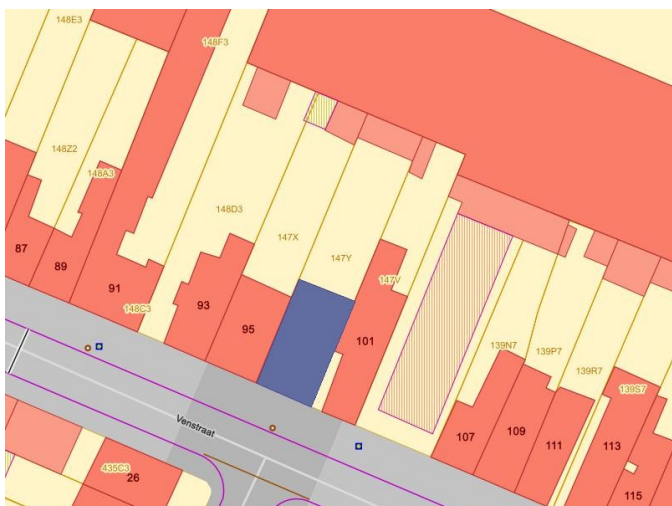 148E3
148F3
148Z2
148A3
148D3
147X
147Y
147V
87
89
91
148C3
93
95
101
139N7
139P7
139R7
139S7
107
109
111
113
115
Venstraat
435C3
26